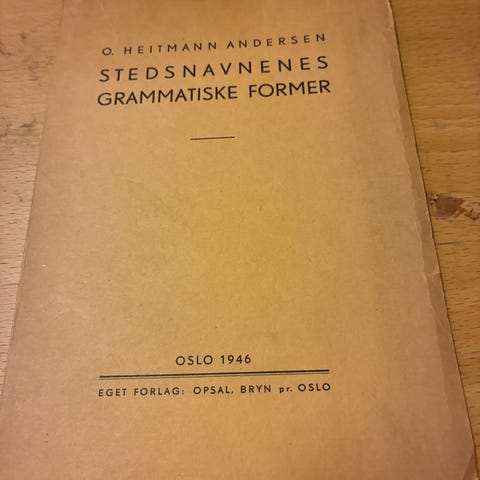 O. HEITMANN ANDERSEN
STEDSNAVNENES
GRAMMATISKE FORMER
OSLO 1946
EGET FORLAG: OPSAL, BRYN pr. OSLO